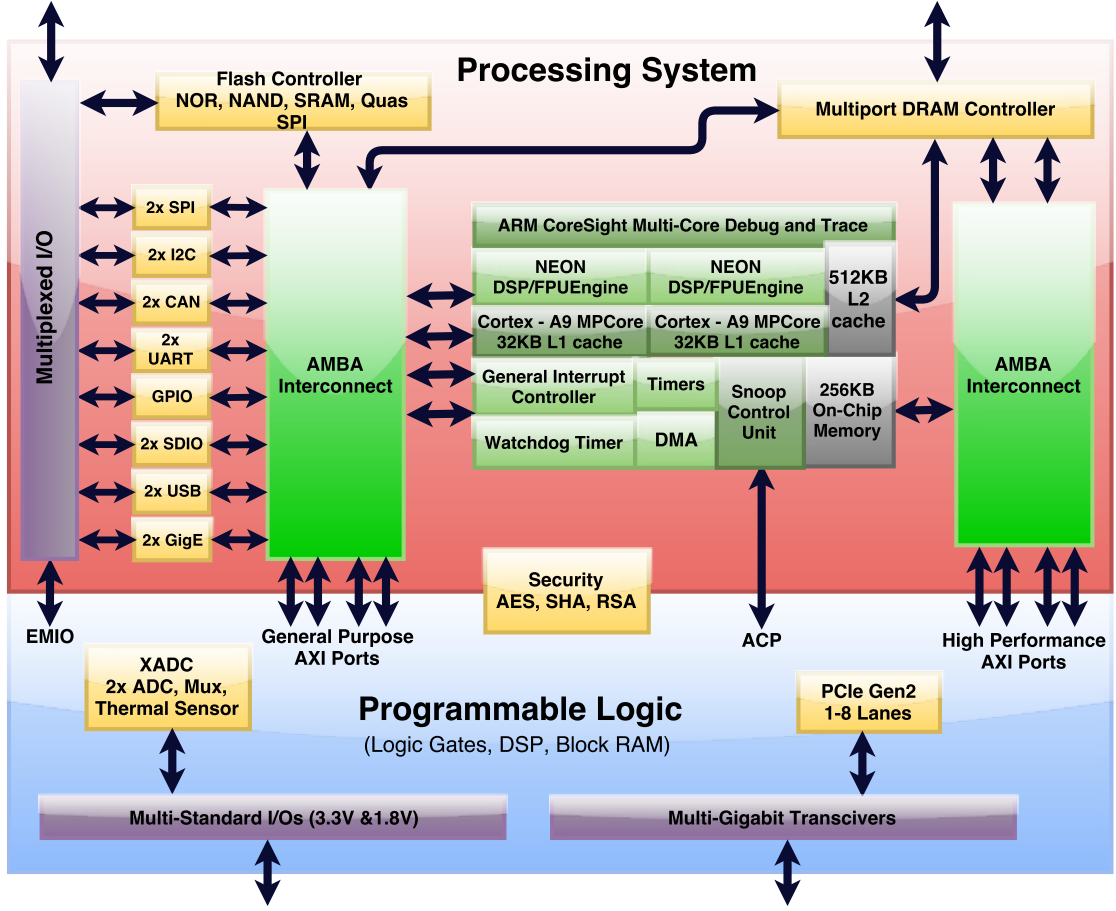 Processing System
Flash Controller
NOR, NAND, SRAM, Quas
SPI
Multiport DRAM Controller
Multiplexed I/O
2x SPI
2x I2C
2x CAN
2x
UART
GPIO
2x SDIO
2x USB
2x GigE
AMBA
Interconnect
ARM CoreSight Multi-Core Debug and Trace
NEON
DSP/FPUEngine
NEON
DSP/FPUEngine
512KB
L2
cache
Cortex - A9 MPCore
32KB L1 cache
Cortex - A9 MPCore
32KB L1 cache
General Interrupt
Controller
Timers
Snoop
Control
Unit
256KB
On-Chip
Memory
Watchdog Timer
DMA
AMBA
Interconnect
Security
AES, SHA, RSA
EMIO
General Purpose
AXI Ports
ACP
High Performance
AXI Ports
XADC
2x ADC, Mux,
Thermal Sensor
Programmable Logic
(Logic Gates, DSP, Block RAM)
PCIe Gen2
1-8 Lanes
Multi-Standard I/Os (3.3V &1.8V)
Multi-Gigabit Transcivers